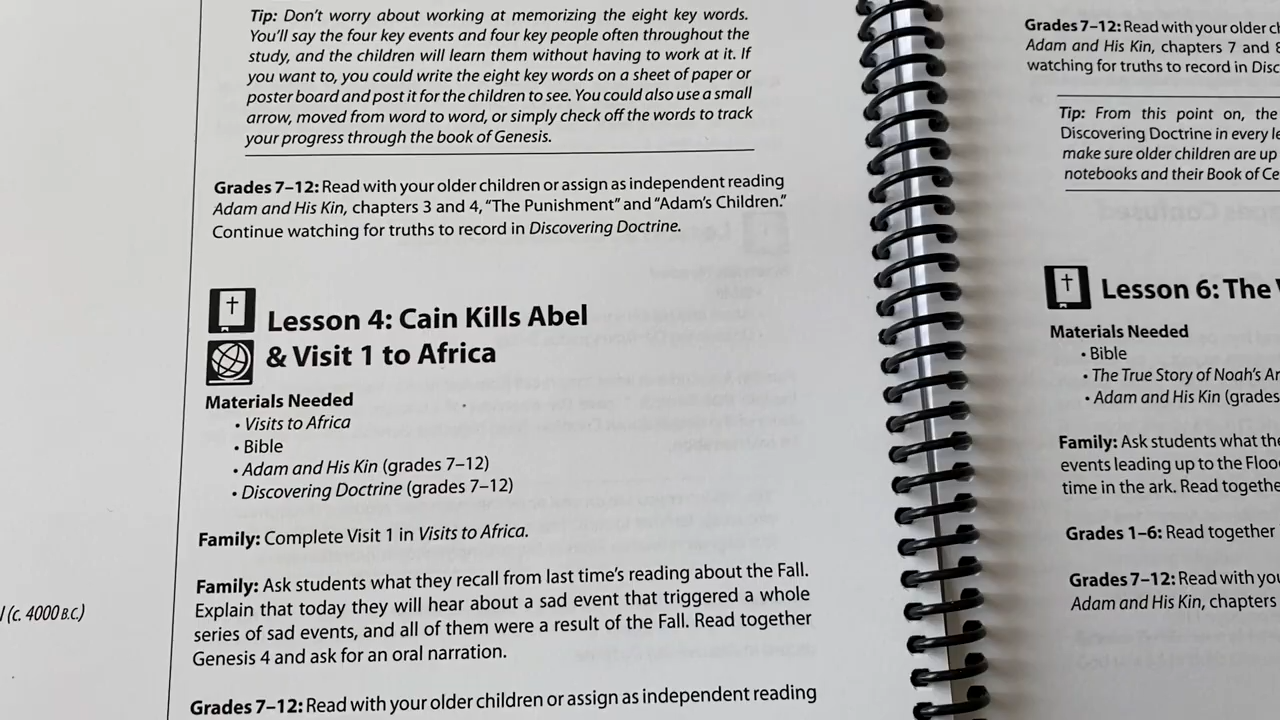 Tip: Don't worry about working at memorizing the eight key words.
You'll say the four key events and four key people often throughout the
study, and the children will learn them without having to work at it. If
you want to, you could write the eight key words on a sheet of paper or
poster board and post it for the children to see. You could also use a small
arrow, moved from word to word, or simply check off the words to track
your progress through the book of Genesis.
Grades 7–12: Read with your older children or assign as independent reading
Adam and His Kin, chapters 3 and 4, “The Punishment” and “Adam's Children.”
Continue watching for truths to record in Discovering Doctrine.
Lesson 4: Cain Kills Abel
& Visit 1 to Africa
Materials Needed
• Visits to Africa
• Bible
• Adam and His Kin (grades 7–12)
• Discovering Doctrine (grades 7–12)
Family: Complete Visit 1 in Visits to Africa.
Family: Ask students what they recall from last time's reading about the Fall.
Explain that today they will hear about a sad event that triggered a whole
series of sad events, and all of them were a result of the Fall. Read together
Genesis 4 and ask for an oral narration.
Grades 7–12: Read with your older children or assign as independent reading
(c. 4000 B.C.)
Grades 7–12: Read with your older
Adam and His Kin, chapters 7 and
watching for truths to record in
Tip: From this point on, the
Discovering Doctrine in every
make sure older children are up
notebooks and their Book of
Lesson 6: The
Materials Needed
• Bible
• The True Story of Noah's
• Adam and His Kin (grades
Family: Ask students what
events leading up to the
time in the ark. Read
Grades 1–6: Read together
Grades 7–12: Read with
Adam and His Kin, chapters